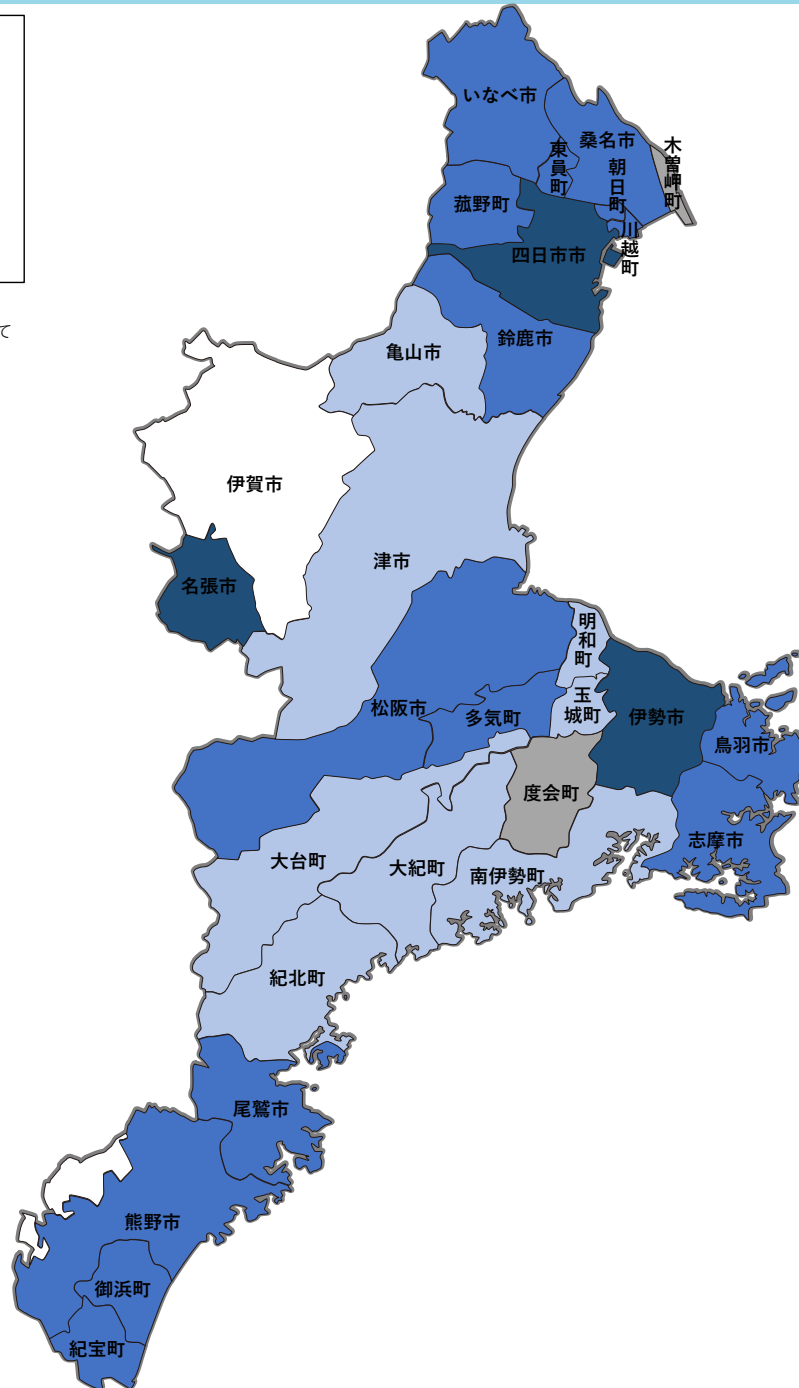 いなべ市
桑名市
木曽岬町
東員町
朝日町
菰野町
川越町
四日市市
て
鈴鹿市
亀山市
伊賀市
津市
名張市
明和町
玉城町
松阪市
多気町
伊勢市
鳥羽市
度会町
志摩市
大台町
大紀町
南伊勢町
紀北町
尾鷲市
熊野市
御浜町
紀宝町